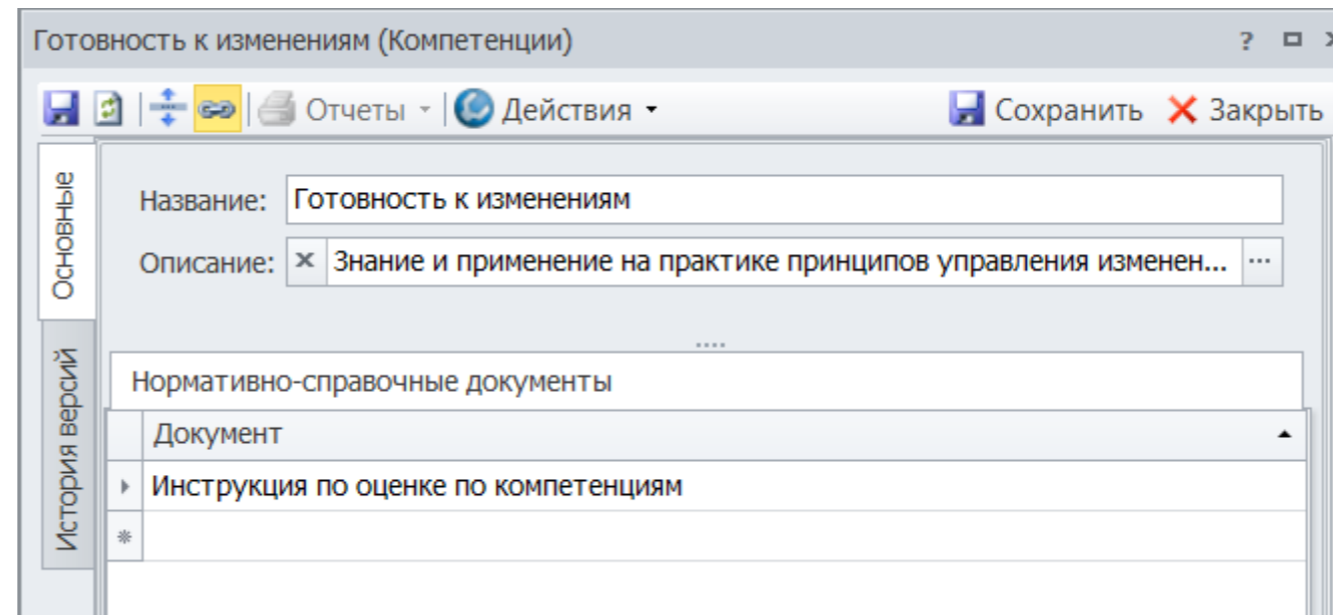 Готовность к изменениям (Компетенции) ?
Отчеты Действия Сохранить Закрыть
Основные
Название: Готовность к изменениям
Описание: Знание и применение на практике принципов управления изменен... ...
История версий
Нормативно-справочные документы
Документ
Инструкция по оценке по компетенциям